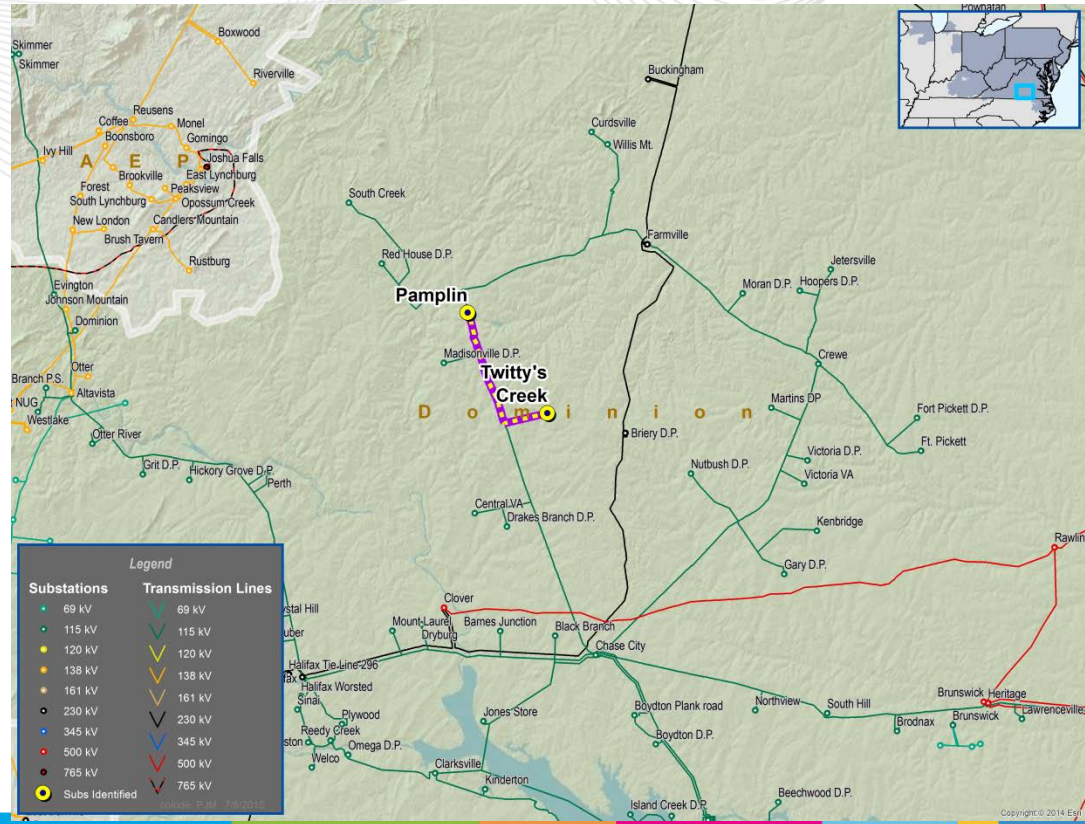 Powhatan
Skimmer
Skimmer
Boxwood
Riverville
Buckingham
Reusens
Coffee
Monel
Boonsboro
Gomingo
Ivy Hill
A E P
Joshua Falls
East Lynchburg
Brookville
Forest
Peaksview
South Lynchburg
Opossum Creek
New London
Candlers Mountain
Brush Tavern
Rustburg
Curdsville
Willis Mt.
South Creek
Farmville
Red House D.P.
Jetersville
Moran D.P.
Hoopers D.P.
Evington
Johnson Mountain
Pamplin
Dominion
Madisonville D.P.
Crewe
Otter
Twitty's
Creek
Branch P.S.
Altavista
NUG
Westlake
Dominion
Martins DP
Fort Pickett D.P.
Otter River
Briery D.P.
Ft. Pickett
Victoria D.P.
Grit D.P.
Hickory Grove D.P.
Nutbush D.P.
Victoria VA
Perth
Central VA
Drakes Branch D.P.
Kenbridge
Gary D.P.
Rawlin
Clover
Mount Laurel
Dryburg
Barnes Junction
Black Branch
Chase City
Halifax Tie Line 296
Halifax Worsted
Sinai
Plywood
Jones Store
Reedy Creek
Omega D.P.
Welco
Boydton Plank road
Northview
South Hill
Brunswick
Heritage
Brodnax
Brunswick
Lawrenceville
Boydton D.P.
Clarksville
Kinderton
Island Creek D.P.
Beechwood D.P.
Legend
Substations Transmission Lines
69 kV 69 kV
115 kV 115 kV
120 kV 120 kV
138 kV 138 kV
161 kV 161 kV
230 kV 230 kV
345 kV 345 kV
500 kV 500 kV
765 kV 765 kV
Subs Identified
PJM 7/8/2015
Copyright © 2014 Esri